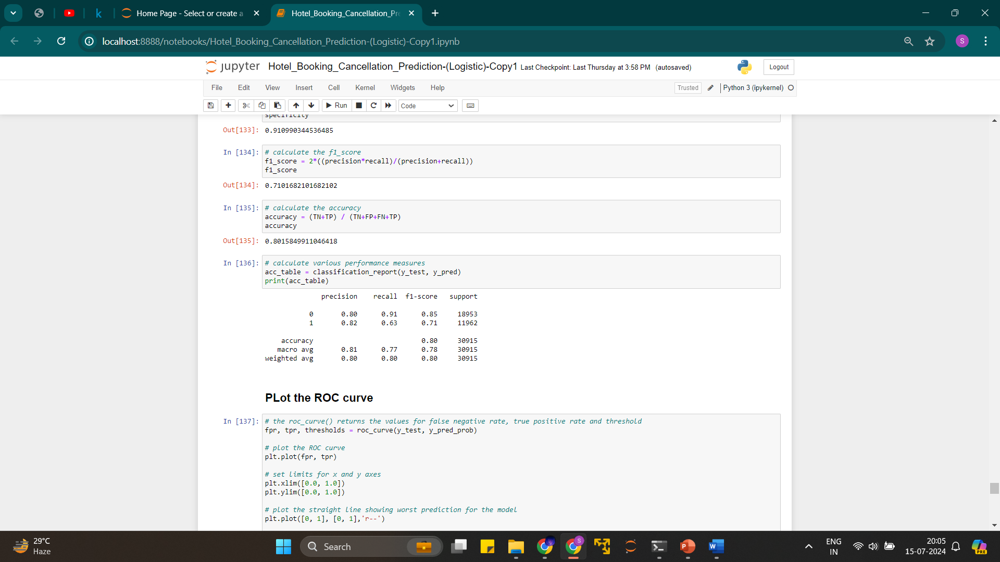 Home Page - Select or create a
Hotel_Booking_Cancellation_Pre
localhost:8888/notebooks/Hotel_Booking_Cancellation_Prediction-(Logistic)-Copy1.ipynb
S
jupyter Hotel_Booking_Cancellation_Prediction-(Logistic)-Copy1 Last Checkpoint: Last Thursday at 3:58 PM (autosaved)
Logout
File Edit View Insert Cell Kernel Widgets Help
Trusted Python 3 (ipykernel)
Run Code
specificity
Out[133]: 0.910990344536485
In [134]: # calculate the f1_score
f1_score = 2*((precision*recall)/(precision+recall))
f1_score
Out[134]: 0.7101682101682102
In [135]: # calculate the accuracy
accuracy = (TN+TP) / (TN+FP+FN+TP)
accuracy
Out[135]: 0.8015849911046418
In [136]: # calculate various performance measures
acc_table = classification_report(y_test, y_pred)
print(acc_table)
precision recall f1-score support
0 0.80 0.91 0.85 18953
1 0.82 0.63 0.71 11962
accuracy 0.80 30915
macro avg 0.81 0.77 0.78 30915
weighted avg 0.80 0.80 0.80 30915
PLot the ROC curve
In [137]: # the roc_curve() returns the values for false negative rate, true positive rate and threshold
fpr, tpr, thresholds = roc_curve(y_test, y_pred_prob)
# plot the ROC curve
plt.plot(fpr, tpr)
# set limits for x and y axes
plt.xlim([0.0, 1.0])
plt.ylim([0.0, 1.0])
# plot the straight line showing worst prediction for the model
plt.plot([0, 1], [0, 1],'r--')
29°C
Haze
Search
ENG
IN
20:05
15-07-2024
PRE